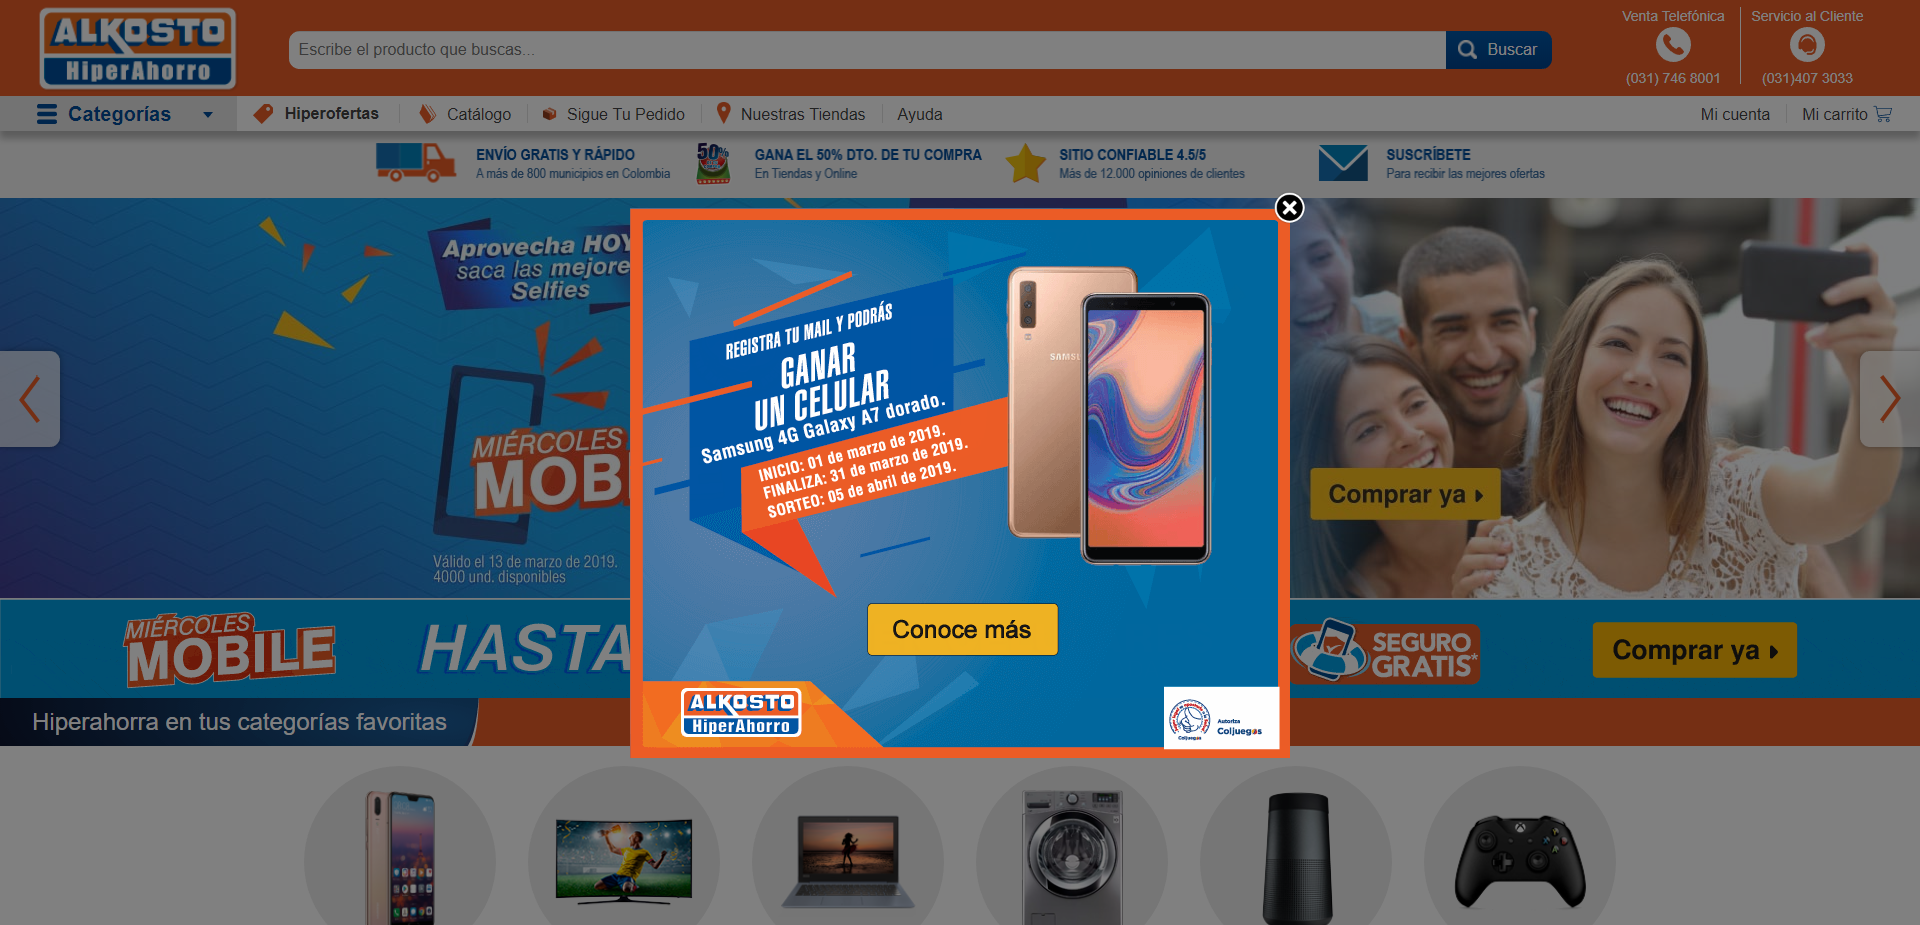 ALKOSTO
HiperAhorro
Escribe el producto que buscas...
Buscar
Venta Telefónica
(031) 746 8001
Servicio al Cliente
(031)407 3033
Categorías
Hiperofertas
Catálogo
Sigue Tu Pedido
Nuestras Tiendas
Ayuda
Mi cuenta
Mi carrito
ENVÍO GRATIS Y RÁPIDO
A más de 800 municipios en Colombia
50%
GANA EL 50% DTO. DE TU COMPRA
En Tiendas y Online
SITIO CONFIABLE 4.5/5
Más de 12.000 opiniones de clientes
SUSCRÍBETE
Para recibir las mejores ofertas
Aprovecha HOY
saca las mejore
Selfies
MIÉRCOLES
MOB
Válido el 13 de marzo de 2019.
4000 und. disponibles
Comprar ya
REGISTRA TU MAIL Y PODRÁS
GANAR
UN CELULAR
Samsung 4G Galaxy A7 dorado.
INICIO: 01 de marzo de 2019.
FINALIZA: 31 de marzo de 2019.
SORTEO: 05 de abril de 2019.
SAMSU
Conoce más
ALKOSTO
HiperAhorro
Coljuegos
Autoriza
Coljuegos
MIÉRCOLES
MOBILE
HASTA
SEGURO
GRATIS*
Comprar ya
Hiperahorra en tus categorías favoritas